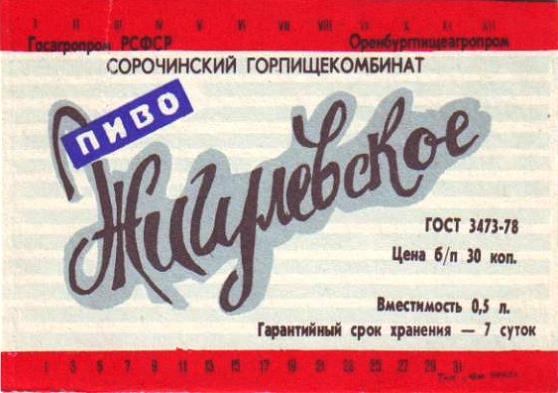 I II III IV V VI VII VIII IX X XI XII
Госагропром РСФСР Оренбургпищеагропром
СОРОЧИНСКИЙ ГОРПИЩЕКОМБИНАТ
ПИВО
Жигулёвское
ГОСТ 3473-78
Цена б/п 30 коп.
Вместимость 0,5 л.
Гарантийный срок хранения — 7 суток
1 3 5 7 9 11 13 15 17 19 21 23 25 27 29 31